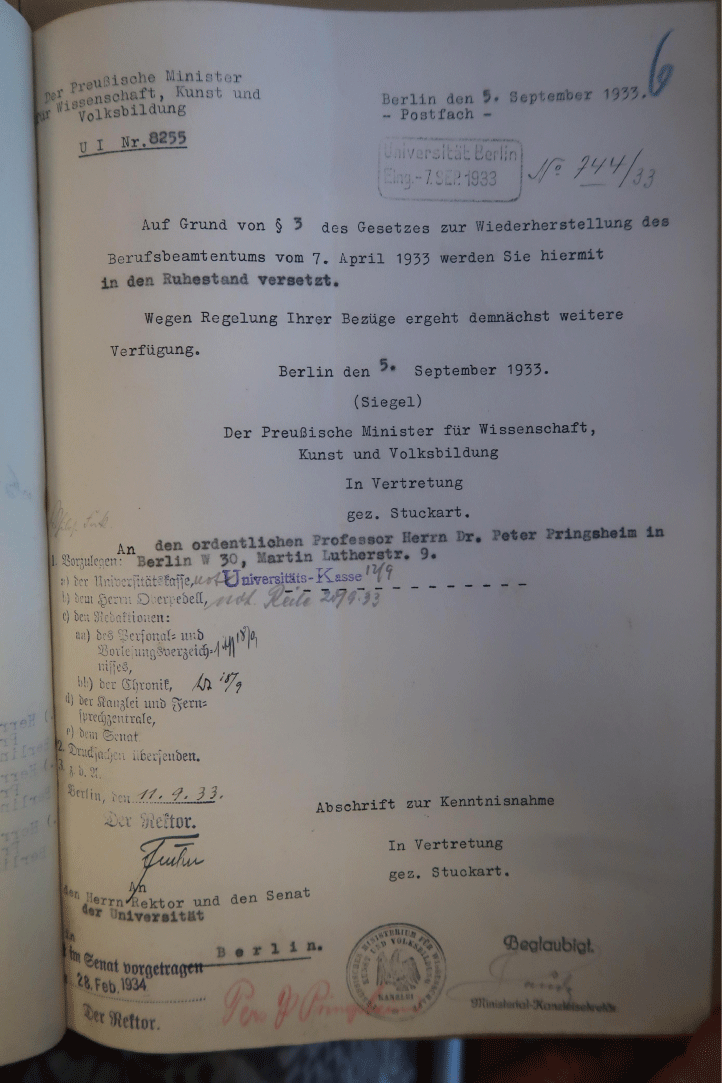 6
Der Preußische Minister
für Wissenschaft, Kunst und
Volksbildung
U I Nr.8255
Berlin den 5. September 1933.
- Postfach -
Universität Berlin
Eing.-7.SEP.1933
No 744/33
Auf Grund von § 3 des Gesetzes zur Wiederherstellung des
Berufsbeamtentums vom 7. April 1933 werden Sie hiermit
in den Ruhestand versetzt.
Wegen Regelung Ihrer Bezüge ergeht demnächst weitere
Verfügung.
Berlin den 5. September 1933.
(Siegel)
Der Preußische Minister für Wissenschaft,
Kunst und Volksbildung
In Vertretung
gez. Stuckart.
An den ordentlichen Professor Herrn Dr. Peter Pringsheim in
Berlin W 30, Martin Lutherstr. 9.
1. Vorzulegen:
a) der Universitätskasse, Universitäts-Kasse 12/9
b) dem Herrn Oberpedell,
c) den Redaktionen:
aa) des Personal- und
Vorlesungsverzeich-
nisses,
bb) der Chronik, 18/9
d) der Kanzlei und Fern-
sprechzentrale,
e) dem Senat
2. Drucksachen übersenden.
3. z. d. A.
Berlin, den 11. 9. 33.
Der Rektor.
Abschrift zur Kenntnisnahme
In Vertretung
gez. Stuckart.
An
den Herrn Rektor und den Senat
der Universität
in
Berlin.
im Senat vorgetragen
28. Feb. 1934
Der Rektor.
Beglaubigt.
Ministerial-Kanzleisekretär